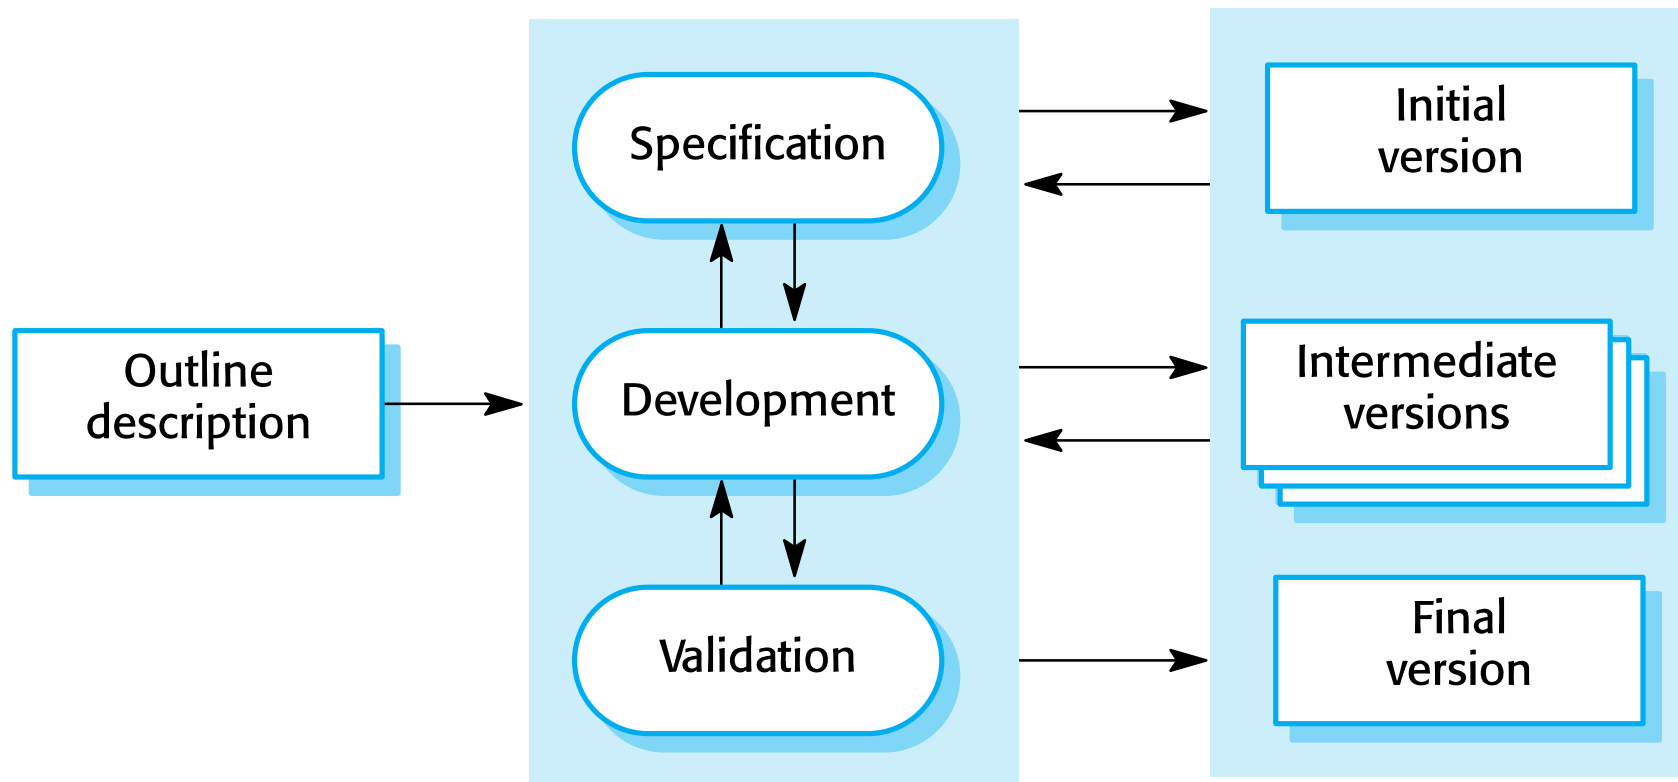 Outline
description
Specification
Development
Validation
Initial
version
Intermediate
versions
Final
version